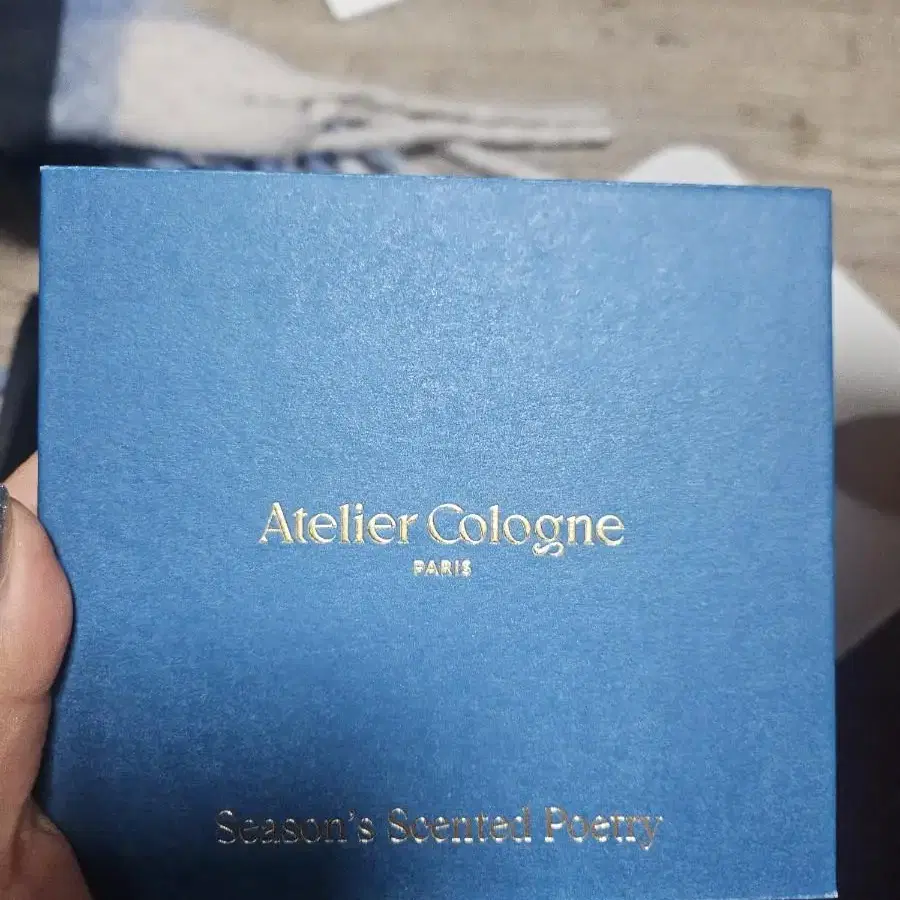 Atelier Cologne
PARIS
Season's Scented Poetry